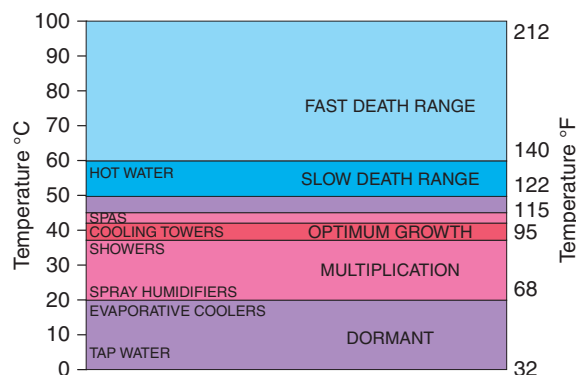 Temperature °C
100
90
80
70
60
50
40
30
20
10
0
FAST DEATH RANGE
HOT WATER
SLOW DEATH RANGE
SPAS
COOLING TOWERS OPTIMUM GROWTH
SHOWERS
MULTIPLICATION
SPRAY HUMIDIFIERS
EVAPORATIVE COOLERS
DORMANT
TAP WATER
212
140
122
115
95
68
32
Temperature °F